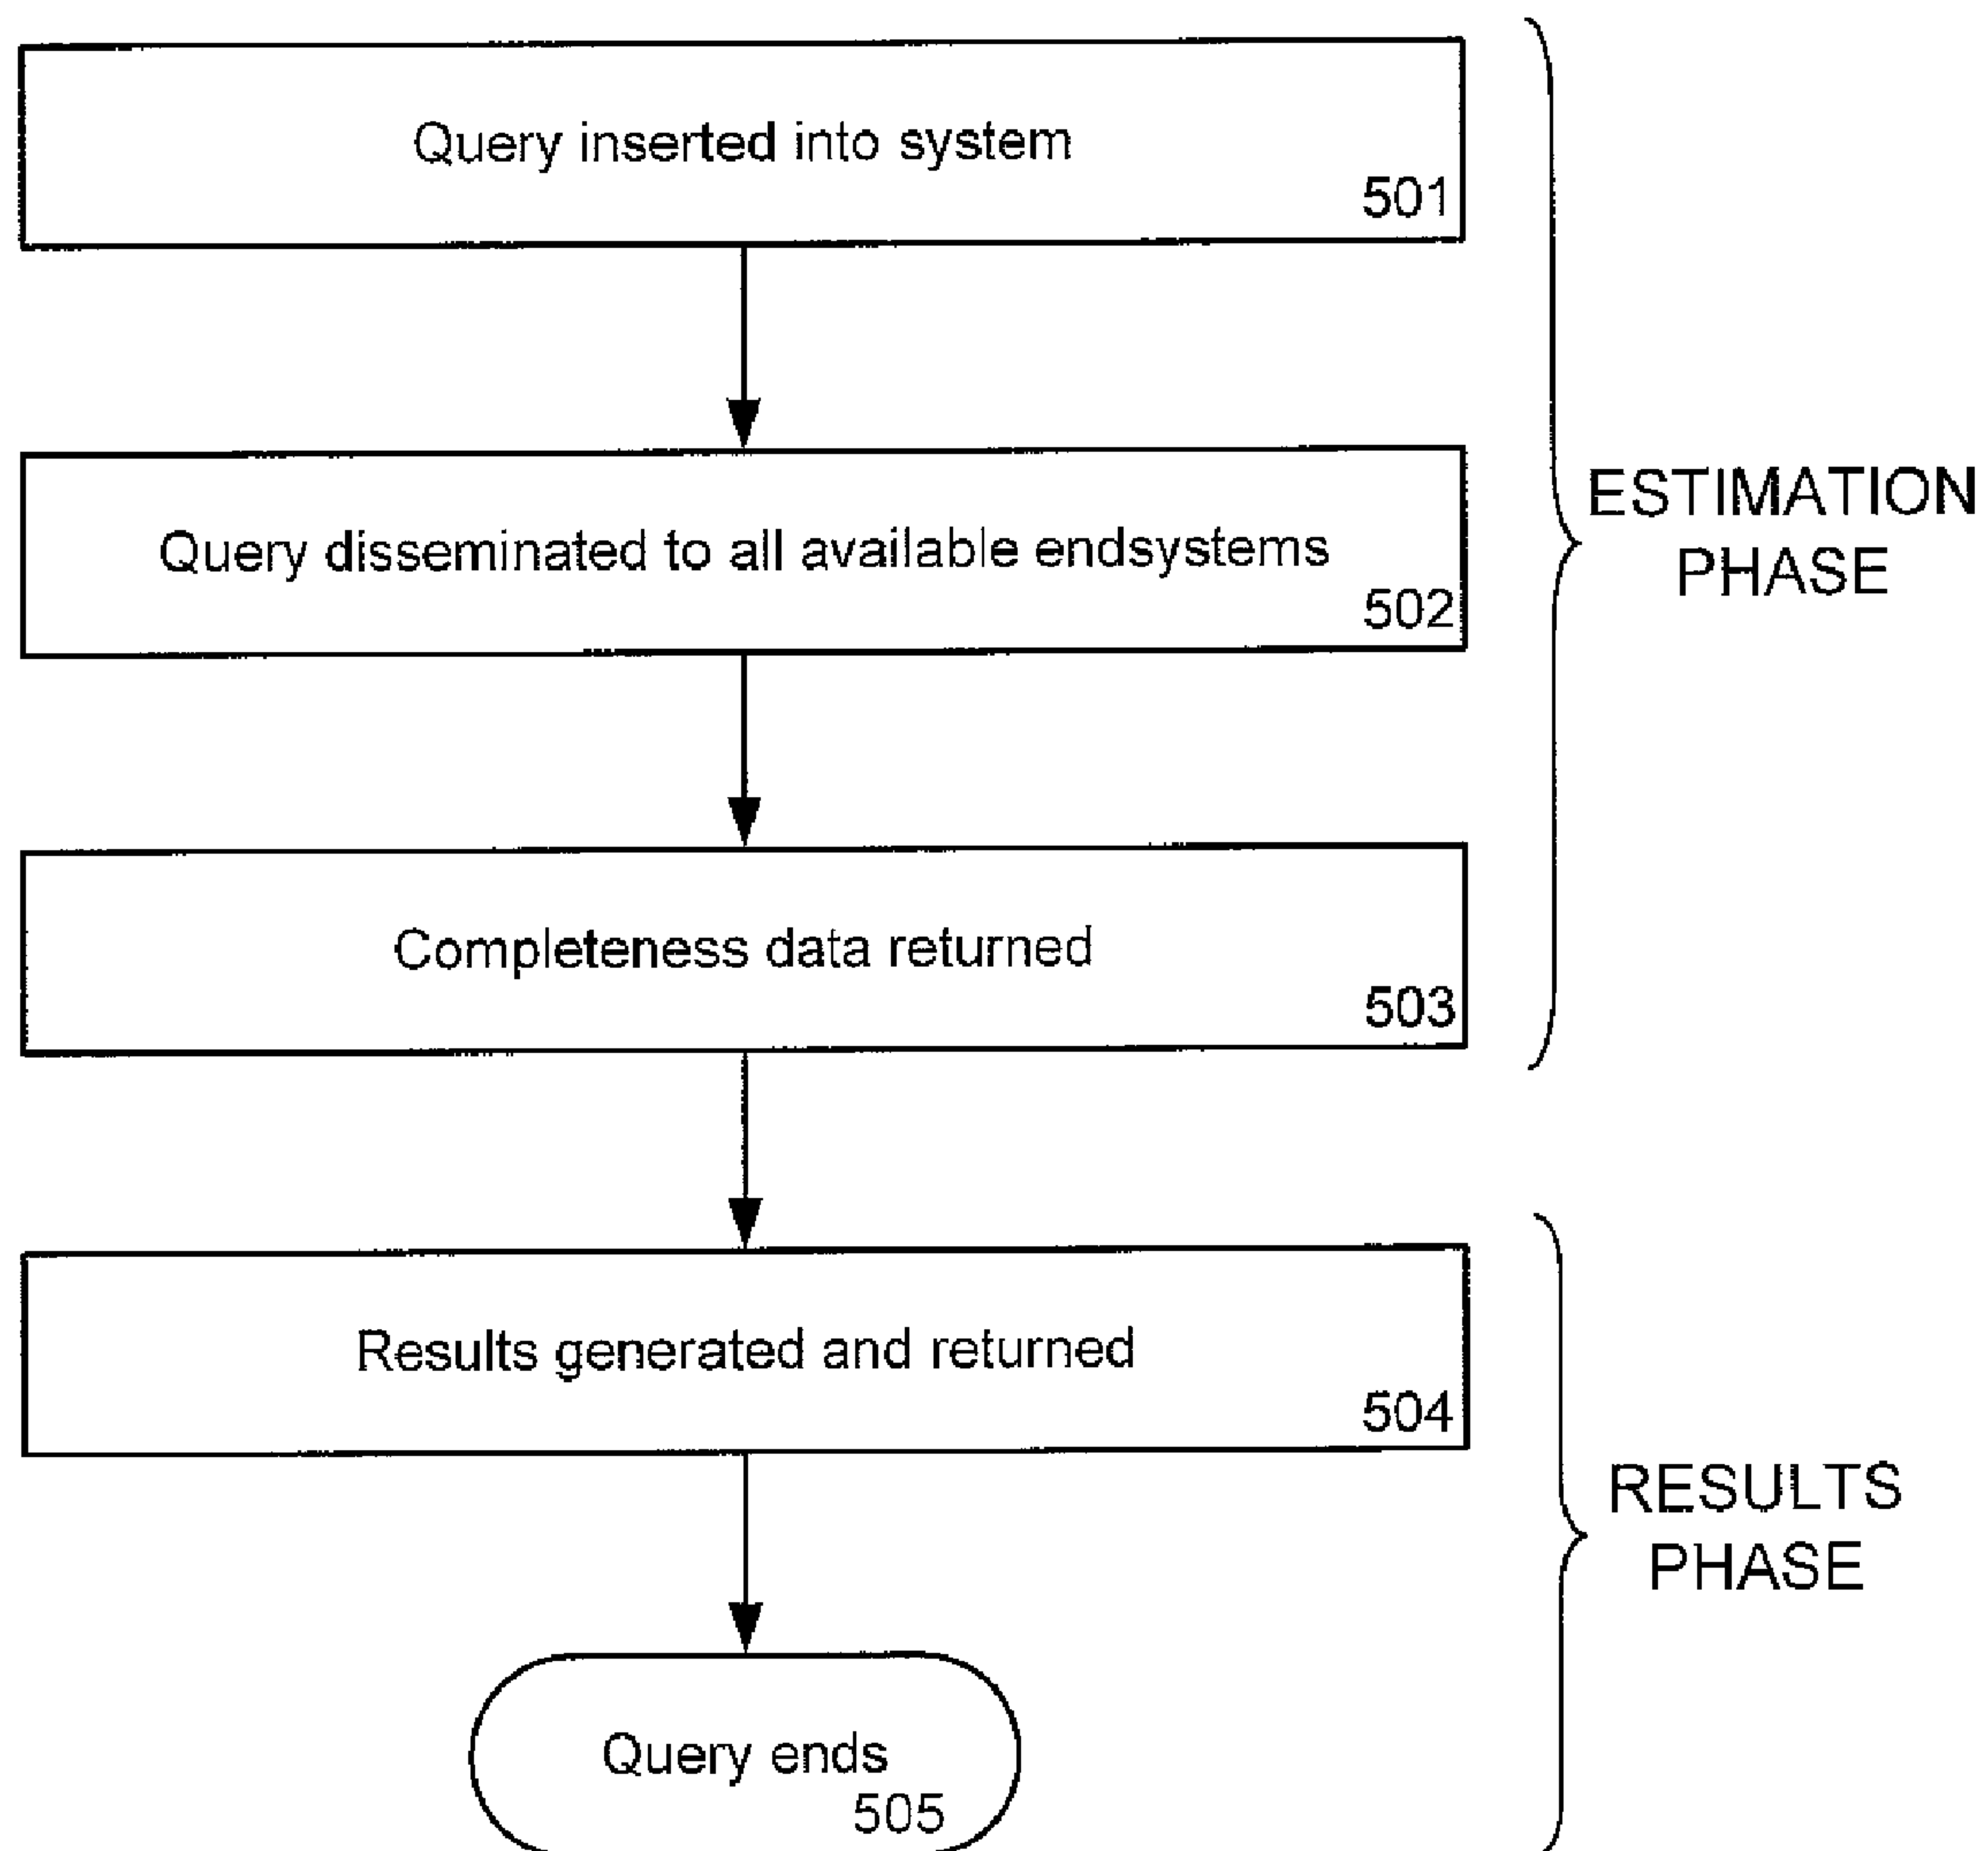 Query inserted into system
501
Query disseminated to all available endsystems
502
ESTIMATION
PHASE
Completeness data returned
503
Results generated and returned
504
RESULTS
PHASE
Query ends
505